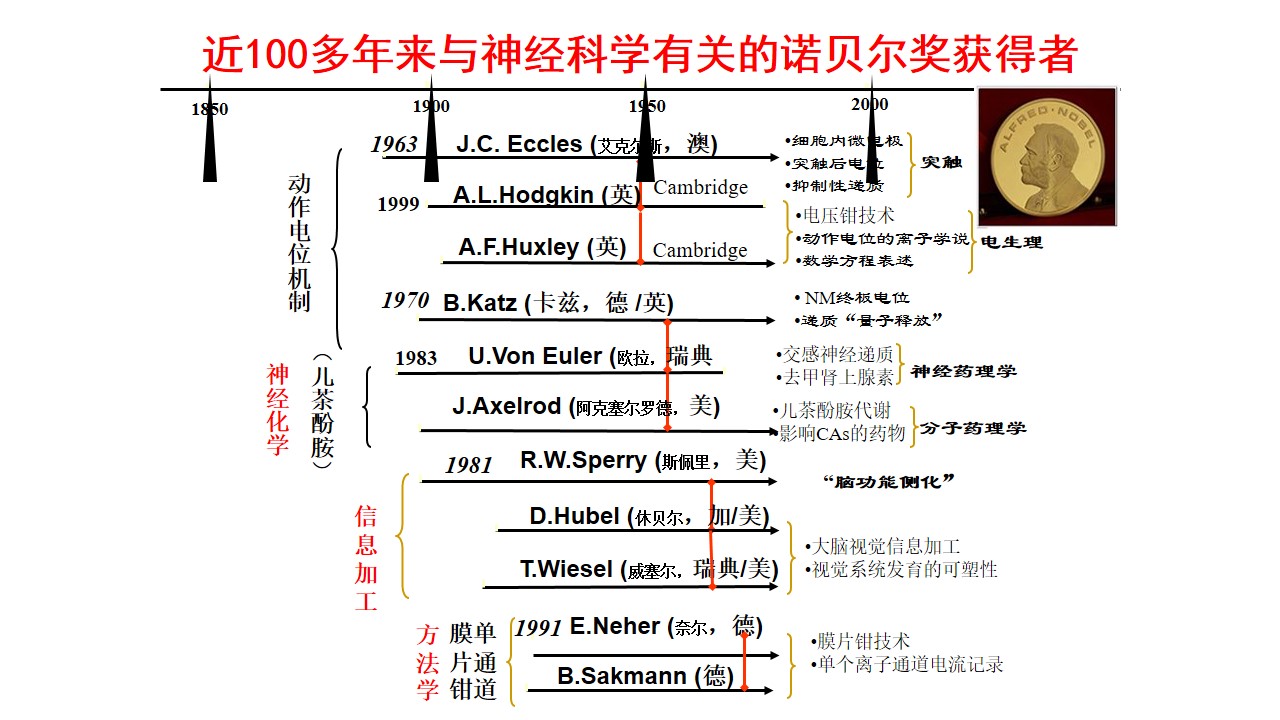 近100多年来与神经科学有关的诺贝尔奖获得者
1850
1900
1950
2000
ALFRED·NOBEL
动作电位机制
1963
J.C. Eccles (艾克尔斯，澳)
•细胞内微电极
•突触后电位
•抑制性递质
突触
1999
A.L.Hodgkin (英)
Cambridge
A.F.Huxley (英)
Cambridge
•电压钳技术
•动作电位的离子学说
•数学方程表述
电生理
1970
B.Katz (卡兹，德 /英)
• NM终板电位
•递质“量子释放”
神经化学
（儿茶酚胺）
1983
U.Von Euler (欧拉，瑞典
•交感神经递质
•去甲肾上腺素
神经药理学
J.Axelrod (阿克塞尔罗德，美)
•儿茶酚胺代谢
•影响CAs的药物
分子药理学
信息加工
1981
R.W.Sperry (斯佩里，美)
“脑功能侧化”
D.Hubel (休贝尔，加/美)
T.Wiesel (威塞尔，瑞典/美)
•大脑视觉信息加工
•视觉系统发育的可塑性
方法学
膜片钳
单通道
1991
E.Neher (奈尔，德)
B.Sakmann (德)
•膜片钳技术
•单个离子通道电流记录